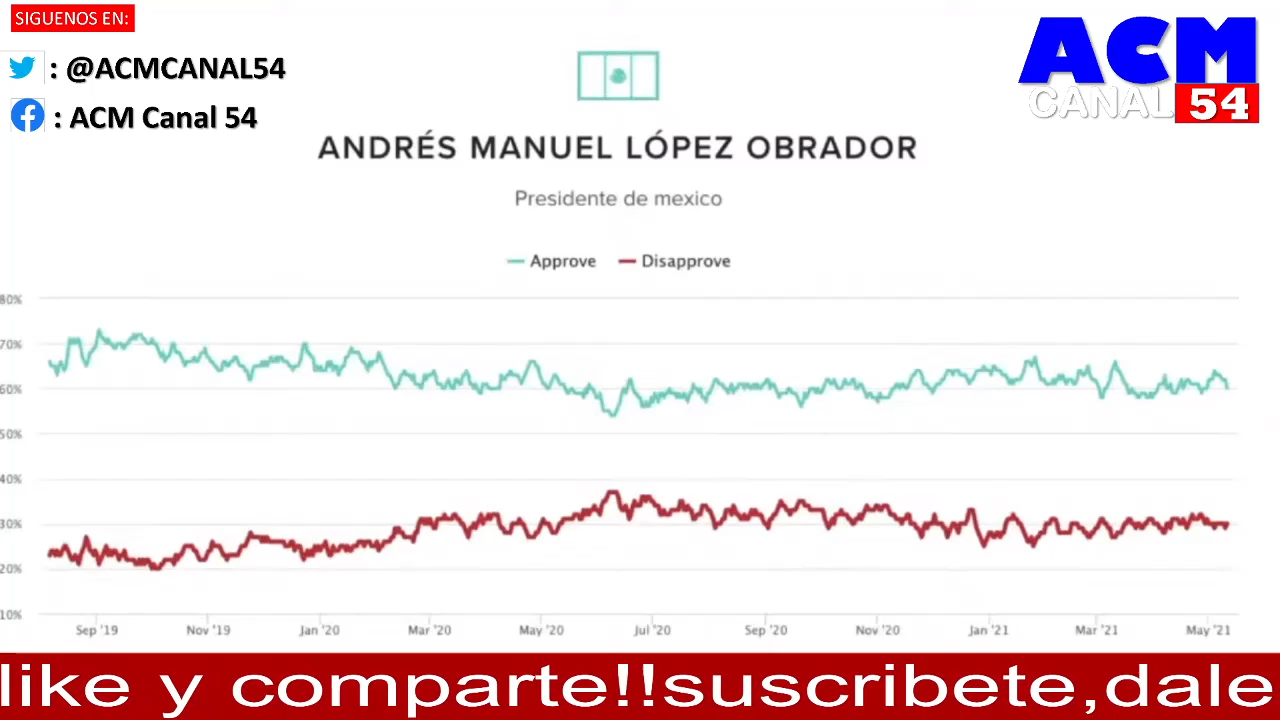 SIGUENOS EN:
: @ACMCANAL54
: ACM Canal 54
ACM
CANAL 54
ANDRÉS MANUEL LÓPEZ OBRADOR
Presidente de mexico
Approve Disapprove
80%
70%
60%
50%
40%
30%
20%
10%
Sep '19 Nov '19 Jan '20 Mar '20 May '20 Jul '20 Sep '20 Nov '20 Jan '21 Mar '21 May '21
like y comparte!!suscribete,dale